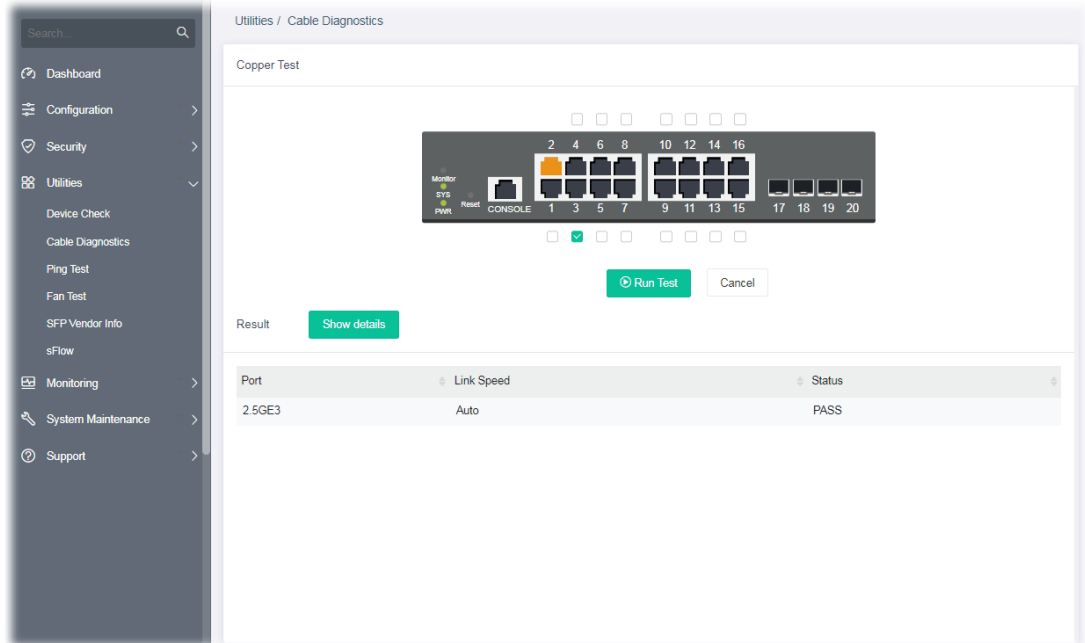 Search...
Dashboard
Configuration
Security
Utilities
Device Check
Cable Diagnostics
Ping Test
Fan Test
SFP Vendor Info
sFlow
Monitoring
System Maintenance
Support
Utilities / Cable Diagnostics
Copper Test
2 4 6 8 10 12 14 16
Monitor
SYS
PWR
Reset
CONSOLE
1 3 5 7 9 11 13 15 17 18 19 20
Run Test
Cancel
Result
Show details
Port Link Speed Status
2.5GE3 Auto PASS